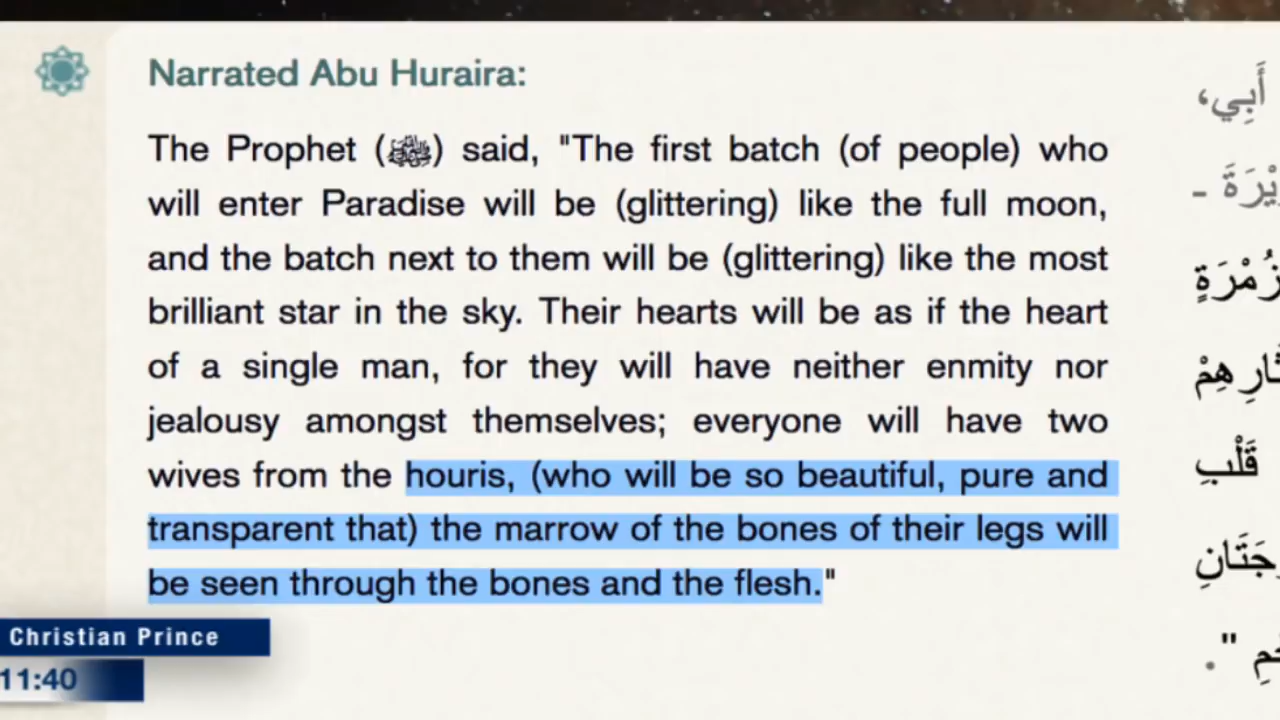 Narrated Abu Huraira:
The Prophet (ﷺ) said, "The first batch (of people) who
will enter Paradise will be (glittering) like the full moon,
and the batch next to them will be (glittering) like the most
brilliant star in the sky. Their hearts will be as if the heart
of a single man, for they will have neither enmity nor
jealousy amongst themselves; everyone will have two
wives from the houris, (who will be so beautiful, pure and
transparent that) the marrow of the bones of their legs will
be seen through the bones and the flesh."
أَبِي،
زُمْرَةٍ
قَلْبِ
Christian Prince
11:40